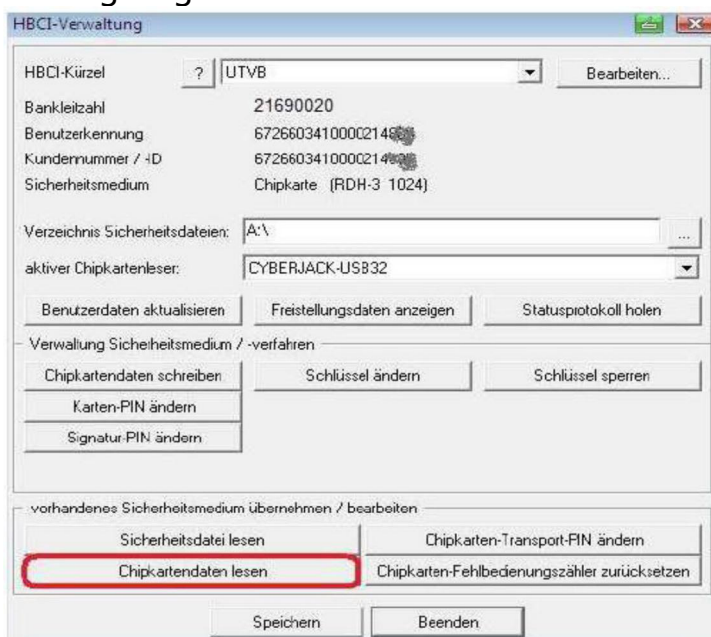 HBCI-Verwaltung
HBCI-Kürzel ? UTVB Bearbeiten...
Bankleitzahl 21690020
Benutzerkennung
Kundennummer / -ID
Sicherheitsmedium Chipkarte (RDH-3 1024)
Verzeichnis Sicherheitsdateien: A:\ ...
aktiver Chipkartenleser: CYBERJACK-USB32
Benutzerdaten aktualisieren Freistellungsdaten anzeigen Statusprotokoll holen
Verwaltung Sicherheitsmedium / -verfahren
Chipkartendaten schreiben Schlüssel ändern Schlüssel sperren
Karten-PIN ändern
Signatur-PIN ändern
vorhandenes Sicherheitsmedium übernehmen / bearbeiten
Sicherheitsdatei lesen Chipkarten-Transport-PIN ändern
Chipkartendaten lesen Chipkarten-Fehlbedienungszähler zurücksetzen
Speichern Beenden